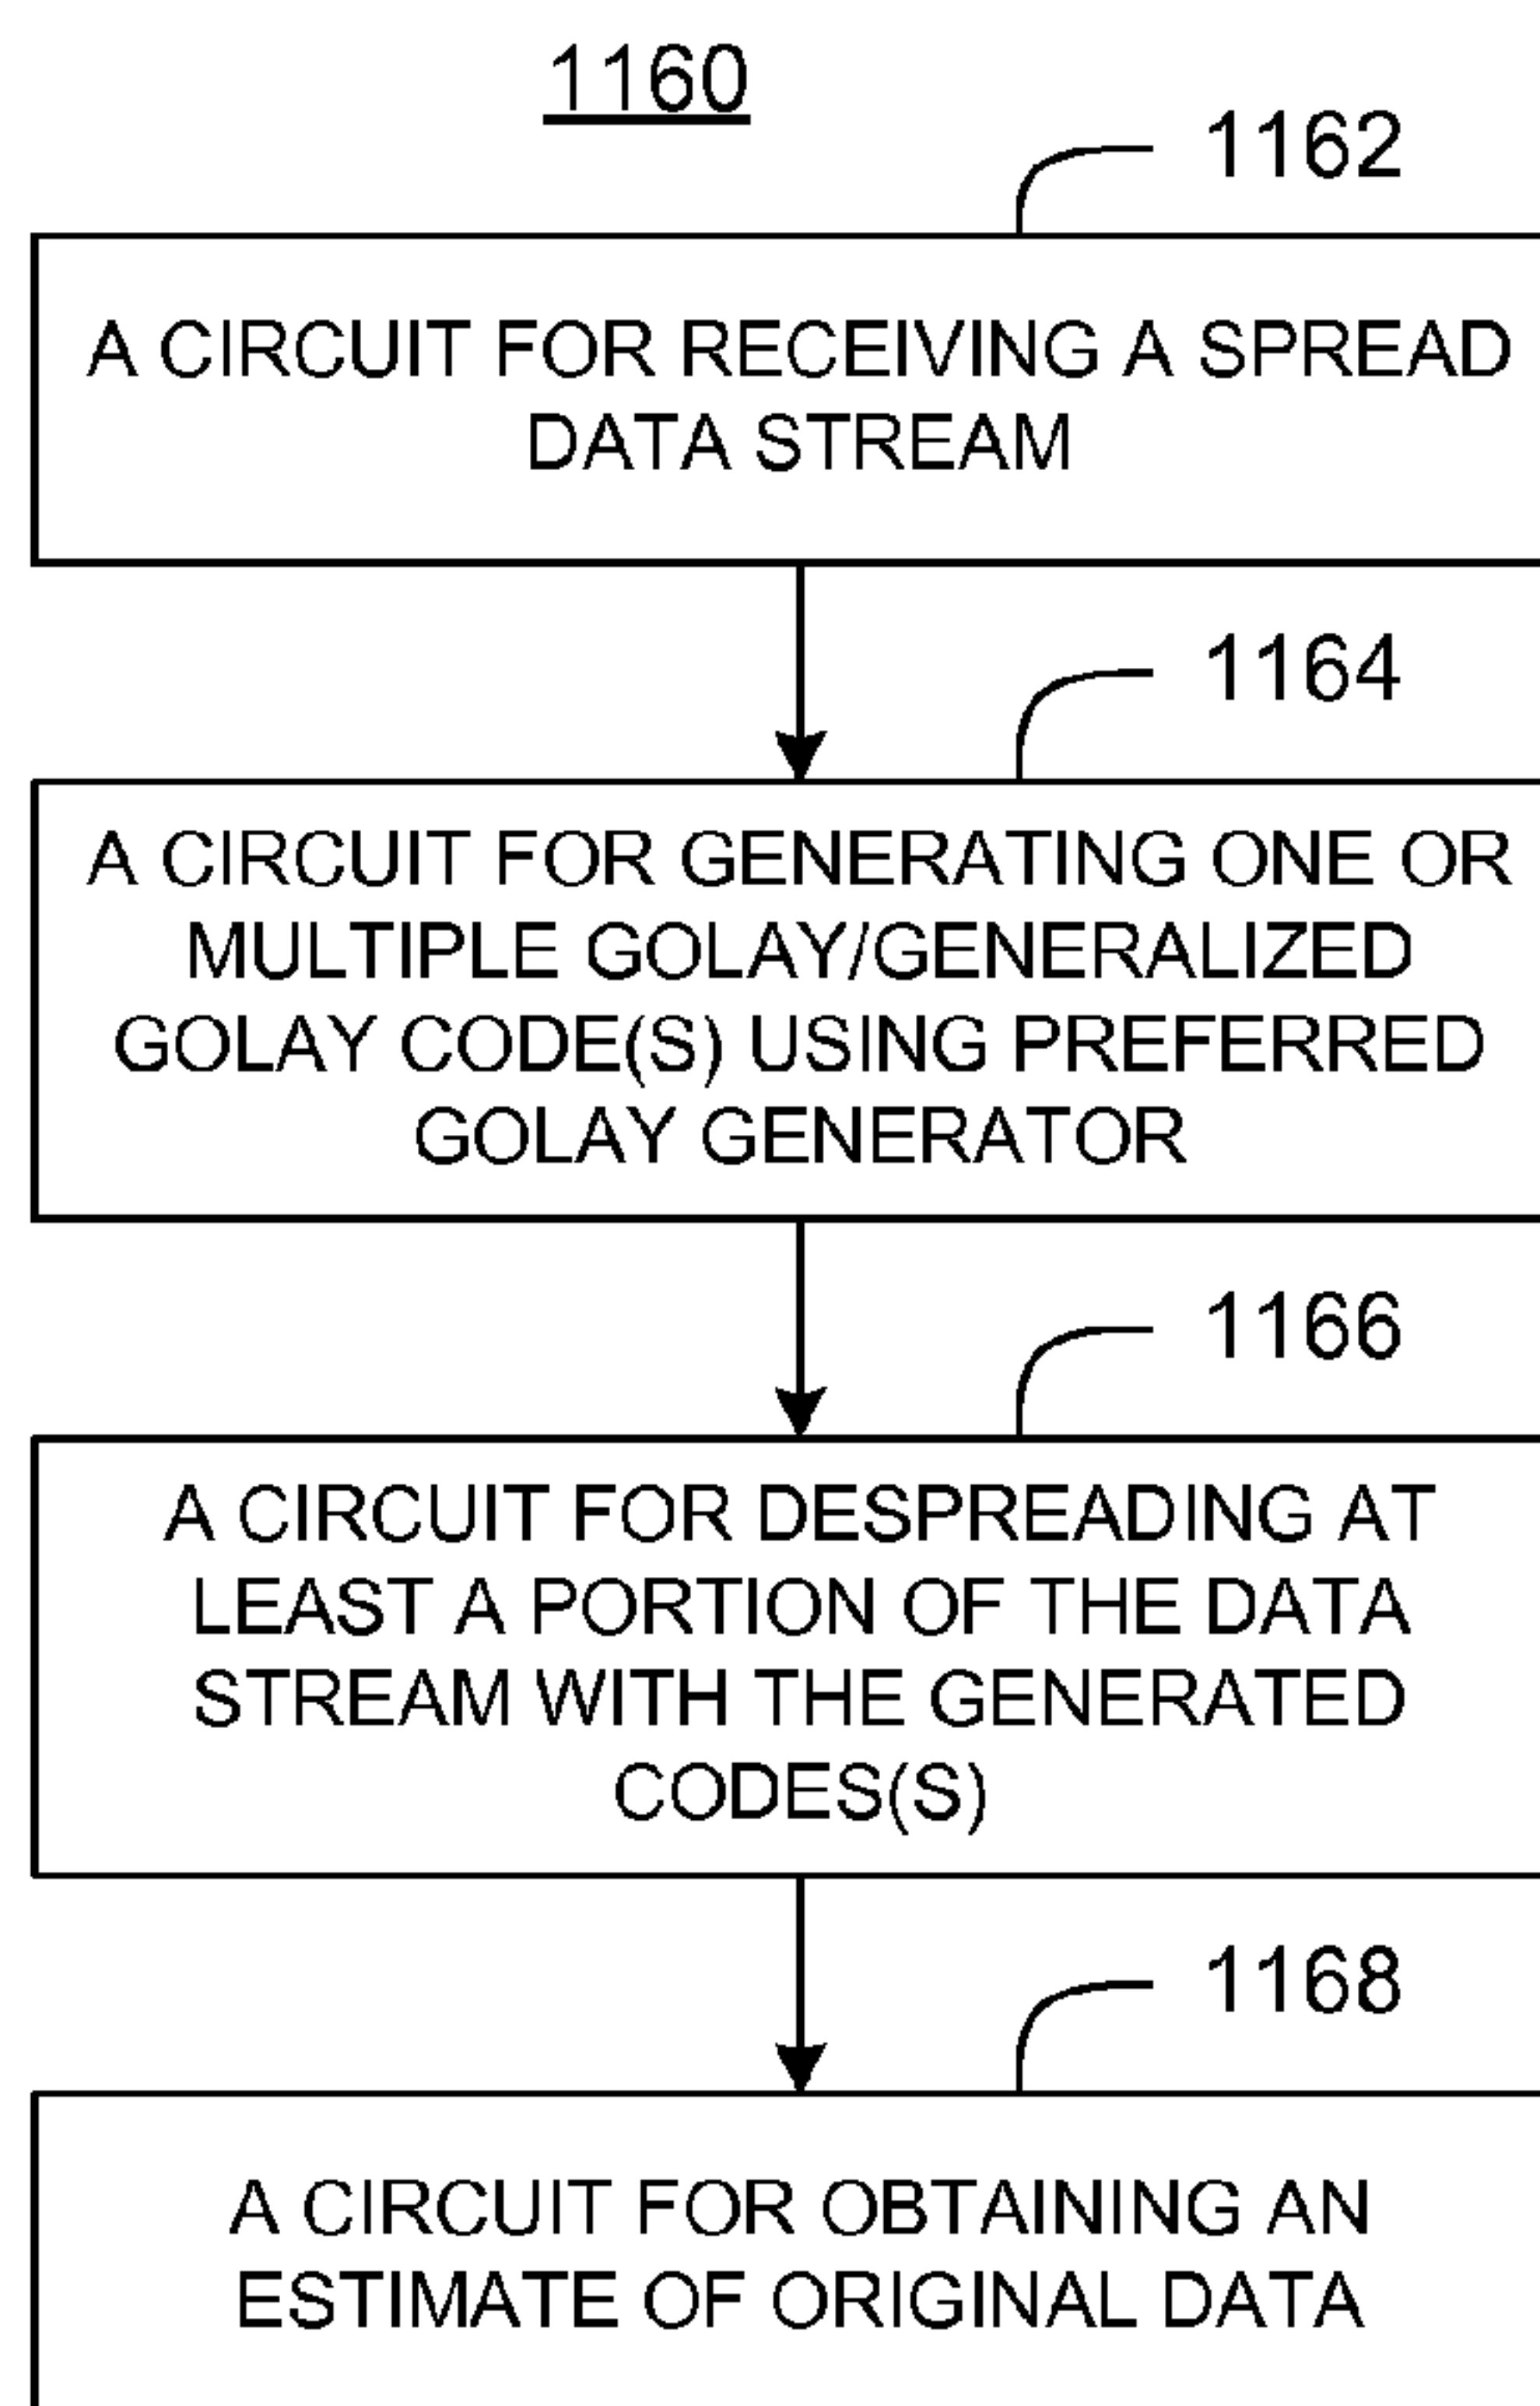 1160
1162
A CIRCUIT FOR RECEIVING A SPREAD
DATA STREAM
1164
A CIRCUIT FOR GENERATING ONE OR
MULTIPLE GOLAY/GENERALIZED
GOLAY CODE(S) USING PREFERRED
GOLAY GENERATOR
1166
A CIRCUIT FOR DESPREADING AT
LEAST A PORTION OF THE DATA
STREAM WITH THE GENERATED
CODES(S)
1168
A CIRCUIT FOR OBTAINING AN
ESTIMATE OF ORIGINAL DATA